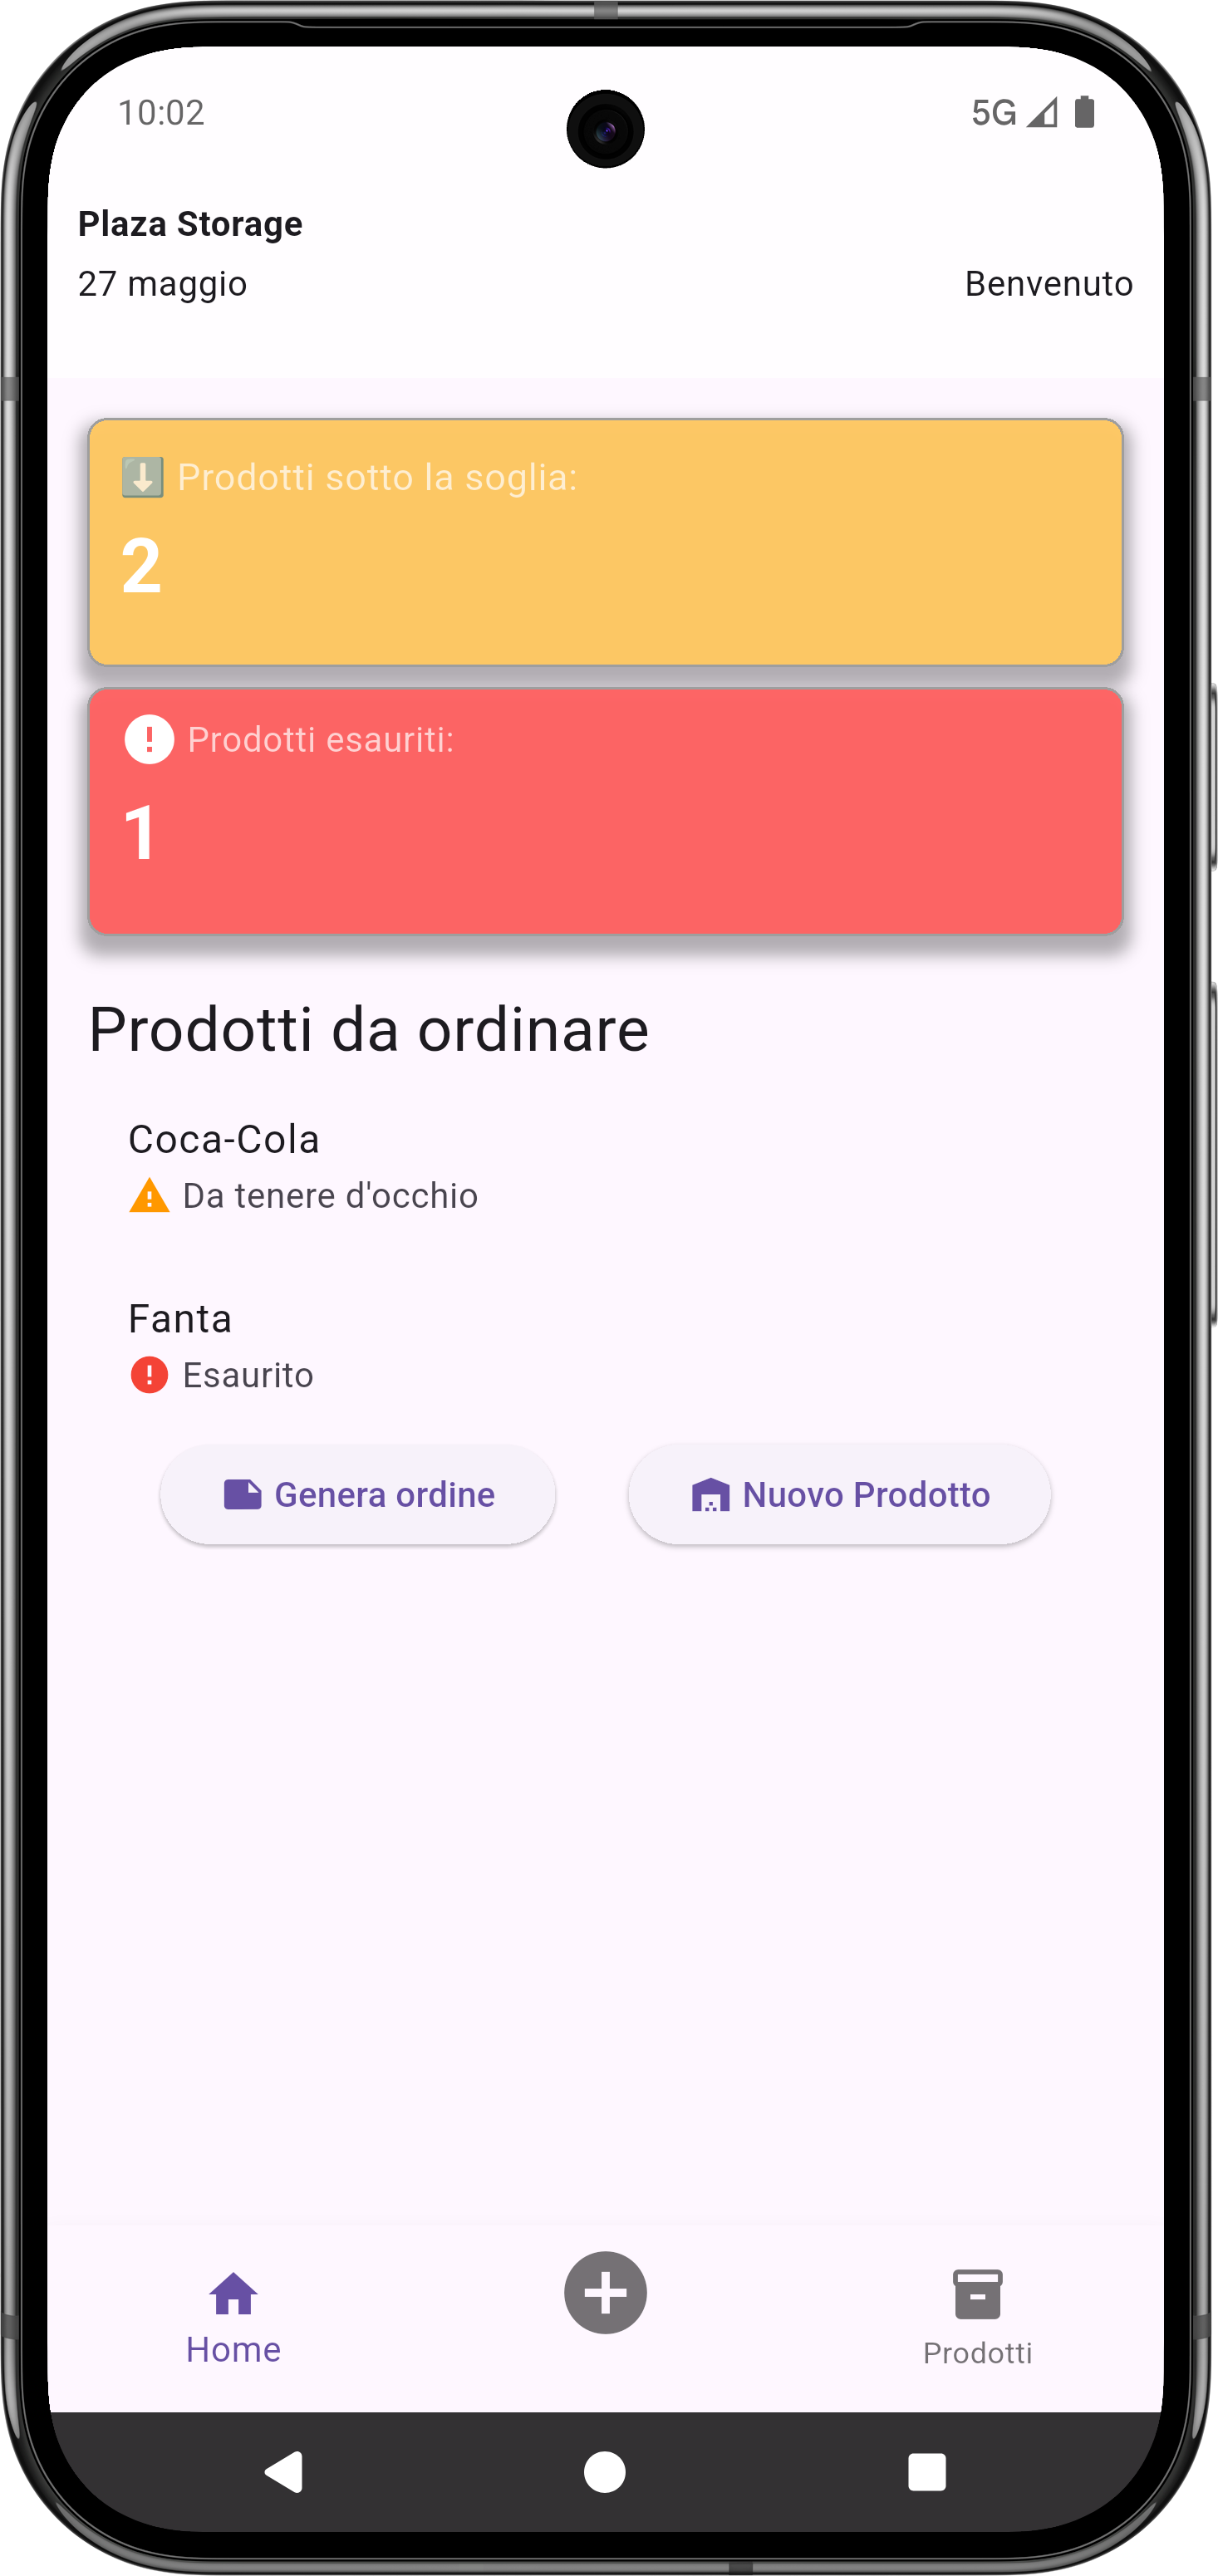 10:02 5G
Plaza Storage
27 maggio Benvenuto
⬇️ Prodotti sotto la soglia:
2
Prodotti esauriti:
1
Prodotti da ordinare
Coca-Cola
Da tenere d'occhio
Fanta
Esaurito
Genera ordine Nuovo Prodotto
Home Prodotti